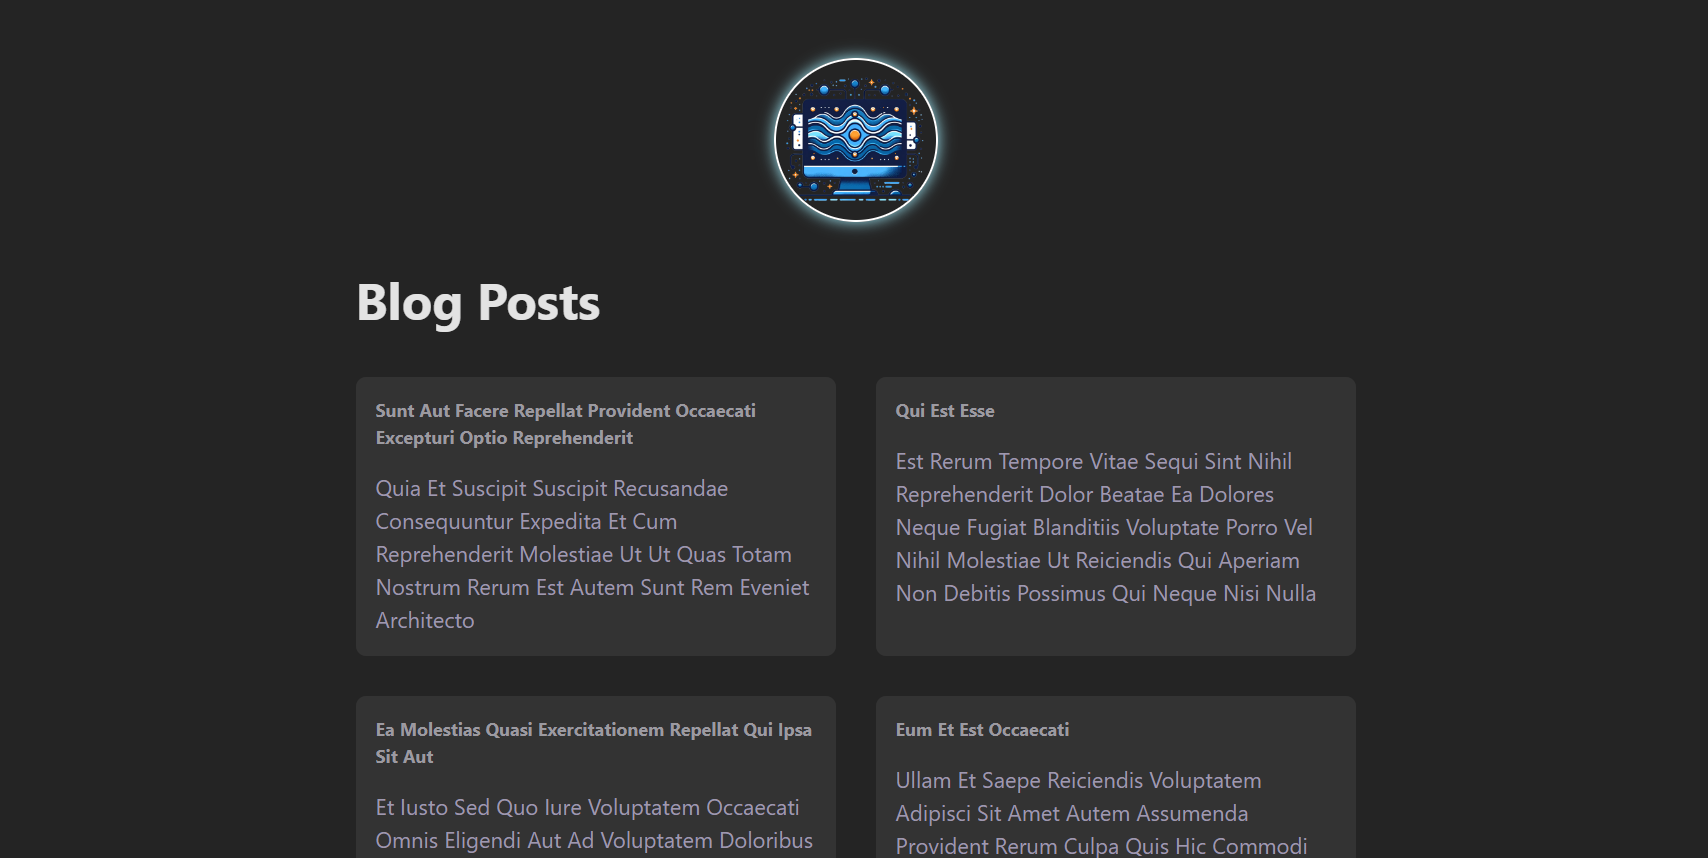 Blog Posts
Sunt Aut Facere Repellat Provident Occaecati
Excepturi Optio Reprehenderit
Quia Et Suscipit Suscipit Recusandae
Consequuntur Expedita Et Cum
Reprehenderit Molestiae Ut Ut Quas Totam
Nostrum Rerum Est Autem Sunt Rem Eveniet
Architecto
Qui Est Esse
Est Rerum Tempore Vitae Sequi Sint Nihil
Reprehenderit Dolor Beatae Ea Dolores
Neque Fugiat Blanditiis Voluptate Porro Vel
Nihil Molestiae Ut Reiciendis Qui Aperiam
Non Debitis Possimus Qui Neque Nisi Nulla
Ea Molestias Quasi Exercitationem Repellat Qui Ipsa
Sit Aut
Et Iusto Sed Quo Iure Voluptatem Occaecati
Omnis Eligendi Aut Ad Voluptatem Doloribus
Eum Et Est Occaecati
Ullam Et Saepe Reiciendis Voluptatem
Adipisci Sit Amet Autem Assumenda
Provident Rerum Culpa Quis Hic Commodi